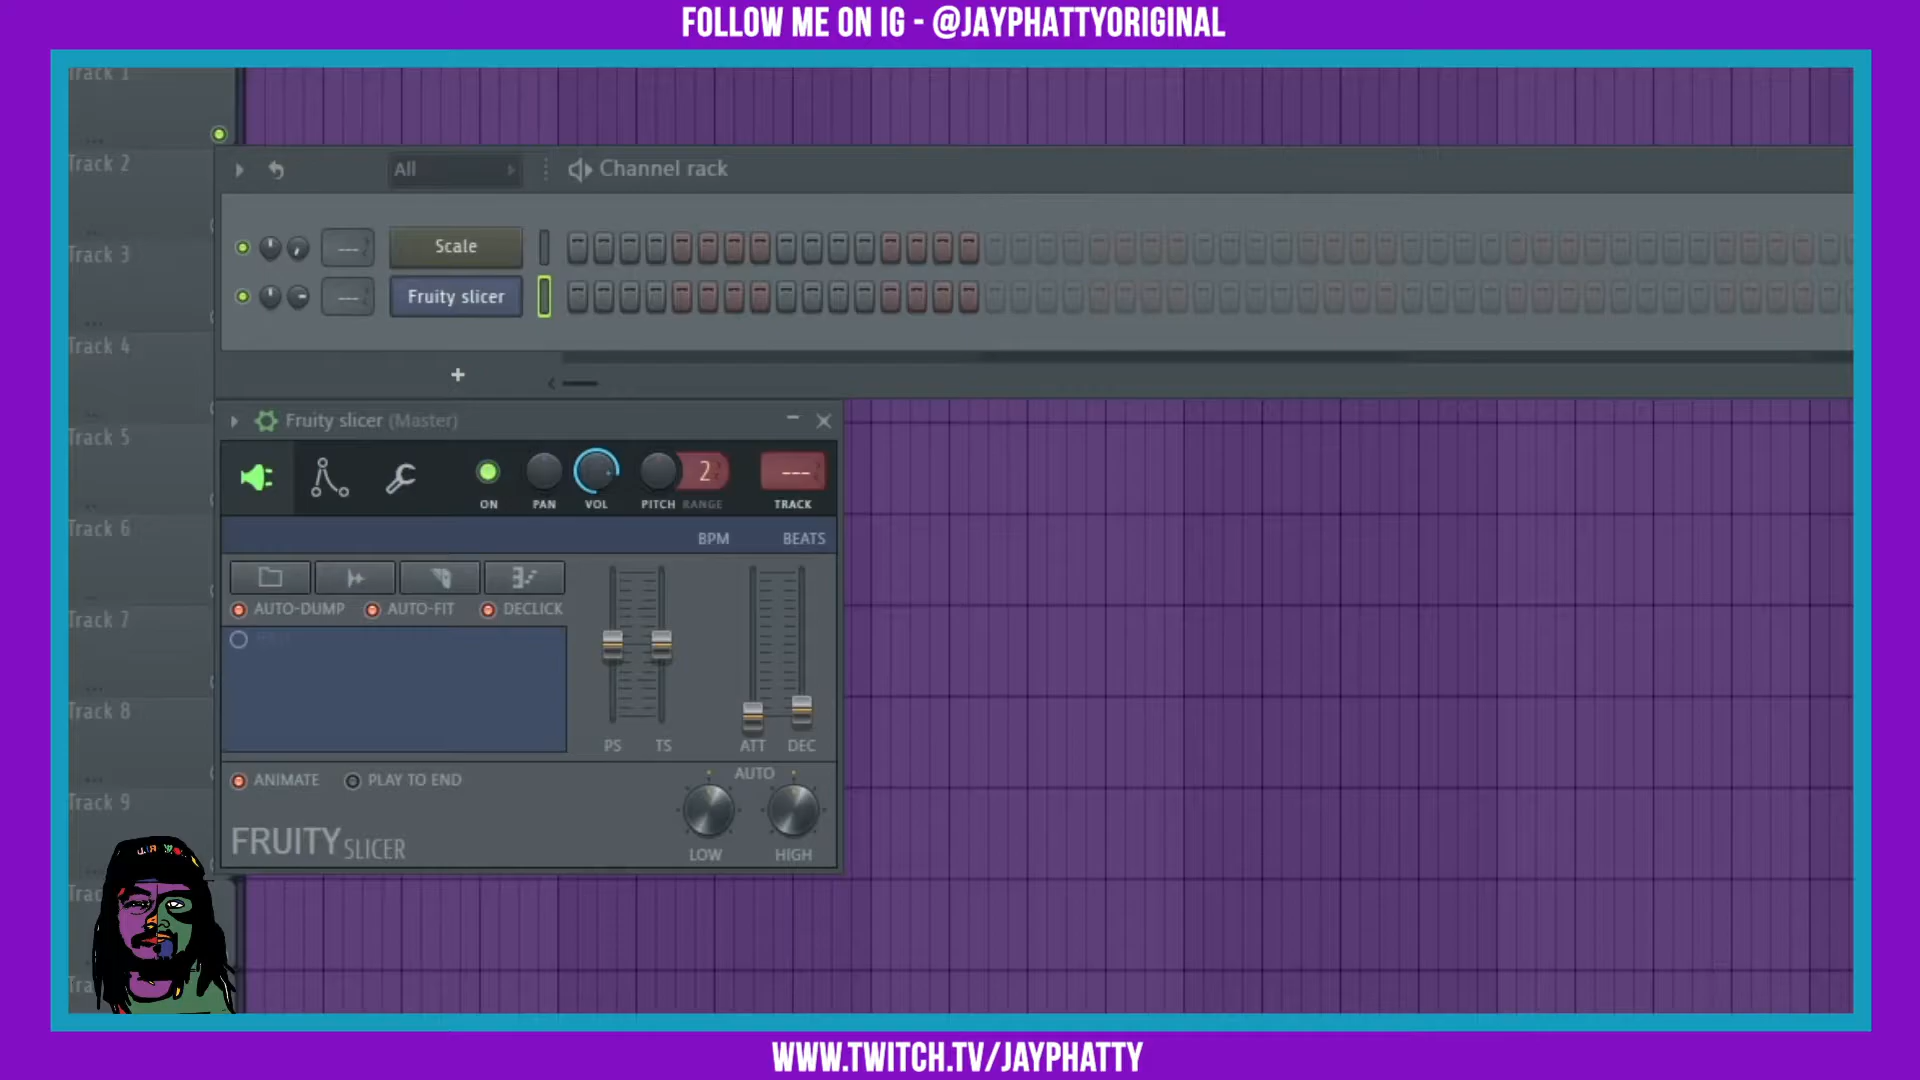 FOLLOW ME ON IG - @JAYPHATTYORIGINAL
Track 1
Track 2
All
Channel rack
Scale
Track 3
Fruity slicer
Track 4
+
Fruity slicer (Master)
Track 5
2
---
ON
PAN
VOL
PITCH
RANGE
TRACK
Track 6
BPM
BEATS
AUTO-DUMP
AUTO-FIT
DECLICK
Track 7
Track 8
PS
TS
ATT
DEC
ANIMATE
PLAY TO END
AUTO
Track 9
FRUITY SLICER
LOW
HIGH
WWW.TWITCH.TV/JAYPHATTY